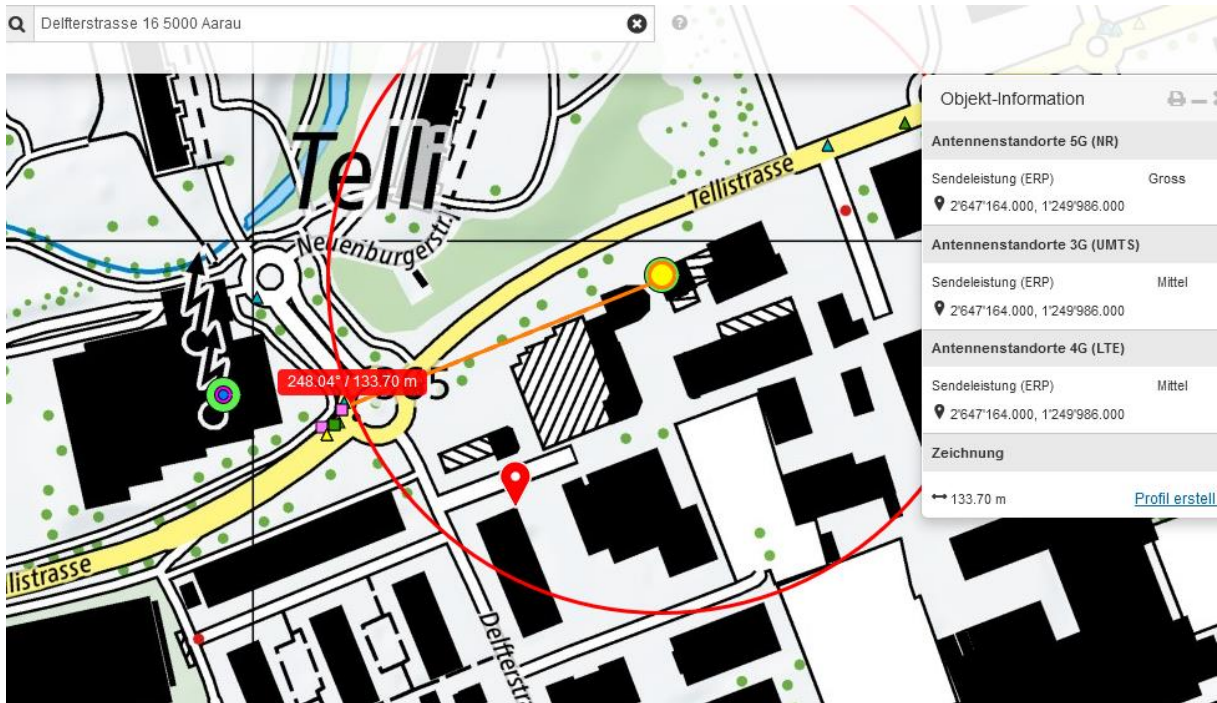 Delfterstrasse 16 5000 Aarau
Telli
Neuenburgerstr.
Tellistrasse
248.04° / 133.70 m
llistrasse
Delfterstr
Objekt-Information
Antennenstandorte 5G (NR)
Sendeleistung (ERP) Gross
2'647'164.000, 1'249'986.000
Antennenstandorte 3G (UMTS)
Sendeleistung (ERP) Mittel
2'647'164.000, 1'249'986.000
Antennenstandorte 4G (LTE)
Sendeleistung (ERP) Mittel
2'647'164.000, 1'249'986.000
Zeichnung
133.70 m Profil erstell